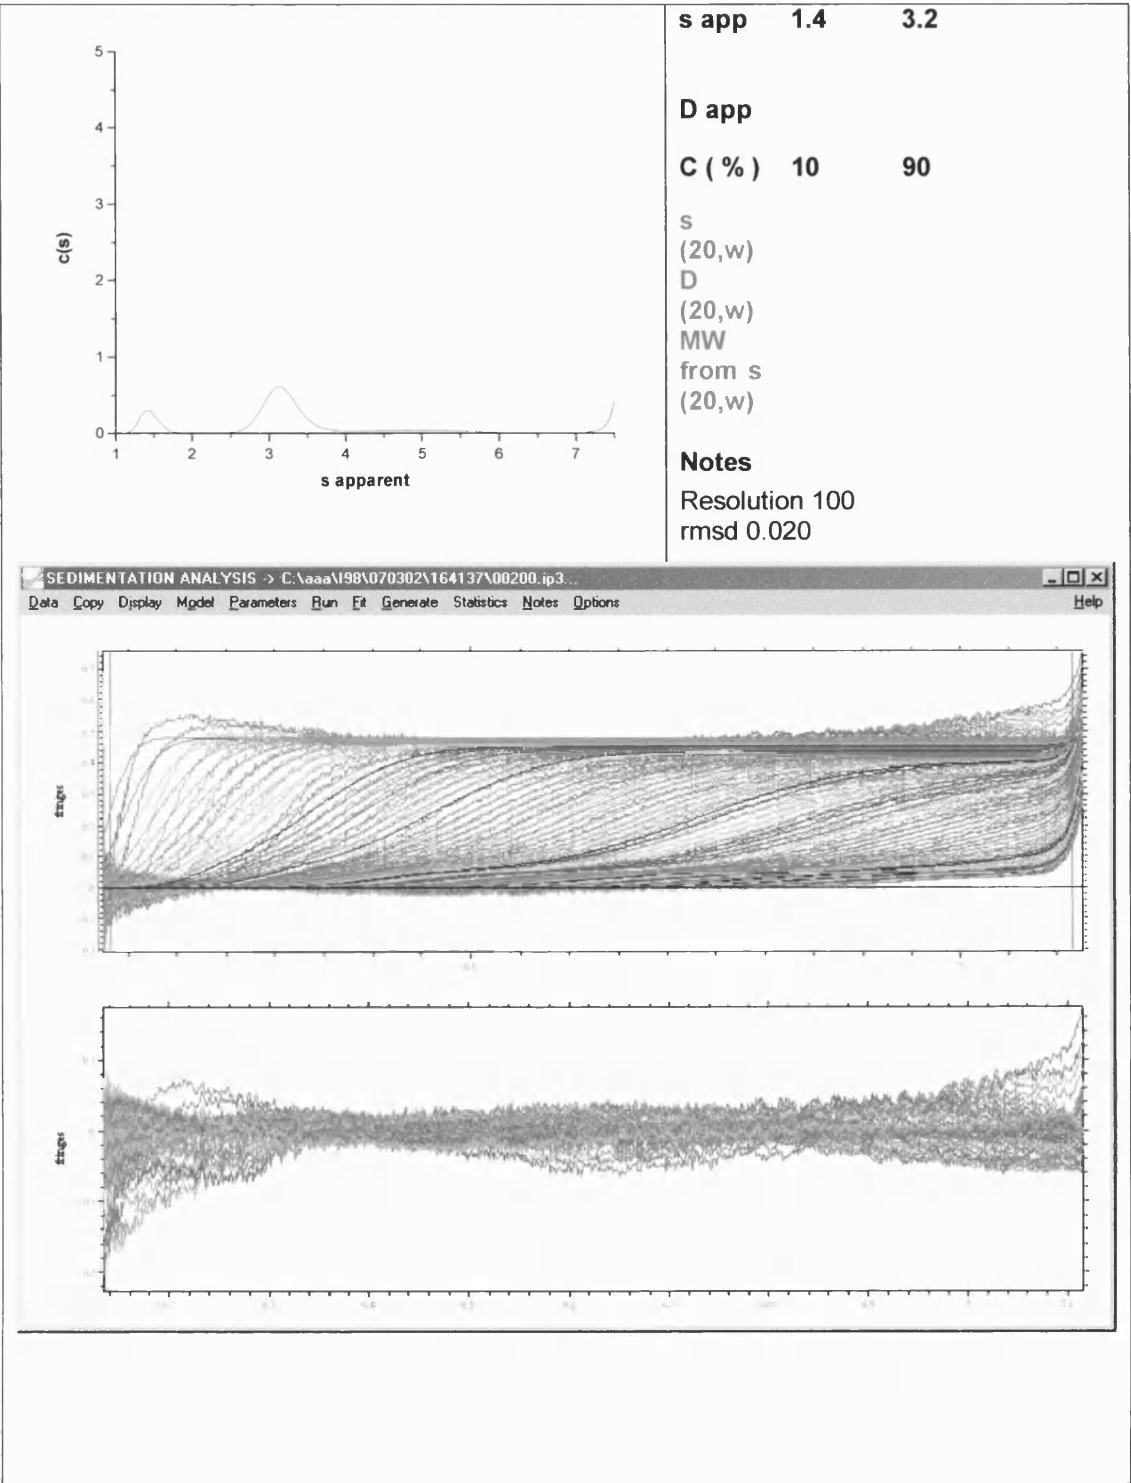 s app 1.4 3.2
D app
C ( % ) 10 90
s
(20,w)
D
(20,w)
MW
from s
(20,w)
Notes
Resolution 100
rmsd 0.020
5
4
3
2
1
0
c(s)
1 2 3 4 5 6 7
s apparent
SEDIMENTATION ANALYSIS -> C:\aaa\I98\070302\164137\00200.ip3...
Data Copy Display Model Parameters Run Fit Generate Statistics Notes Options Help
fringes
fringes